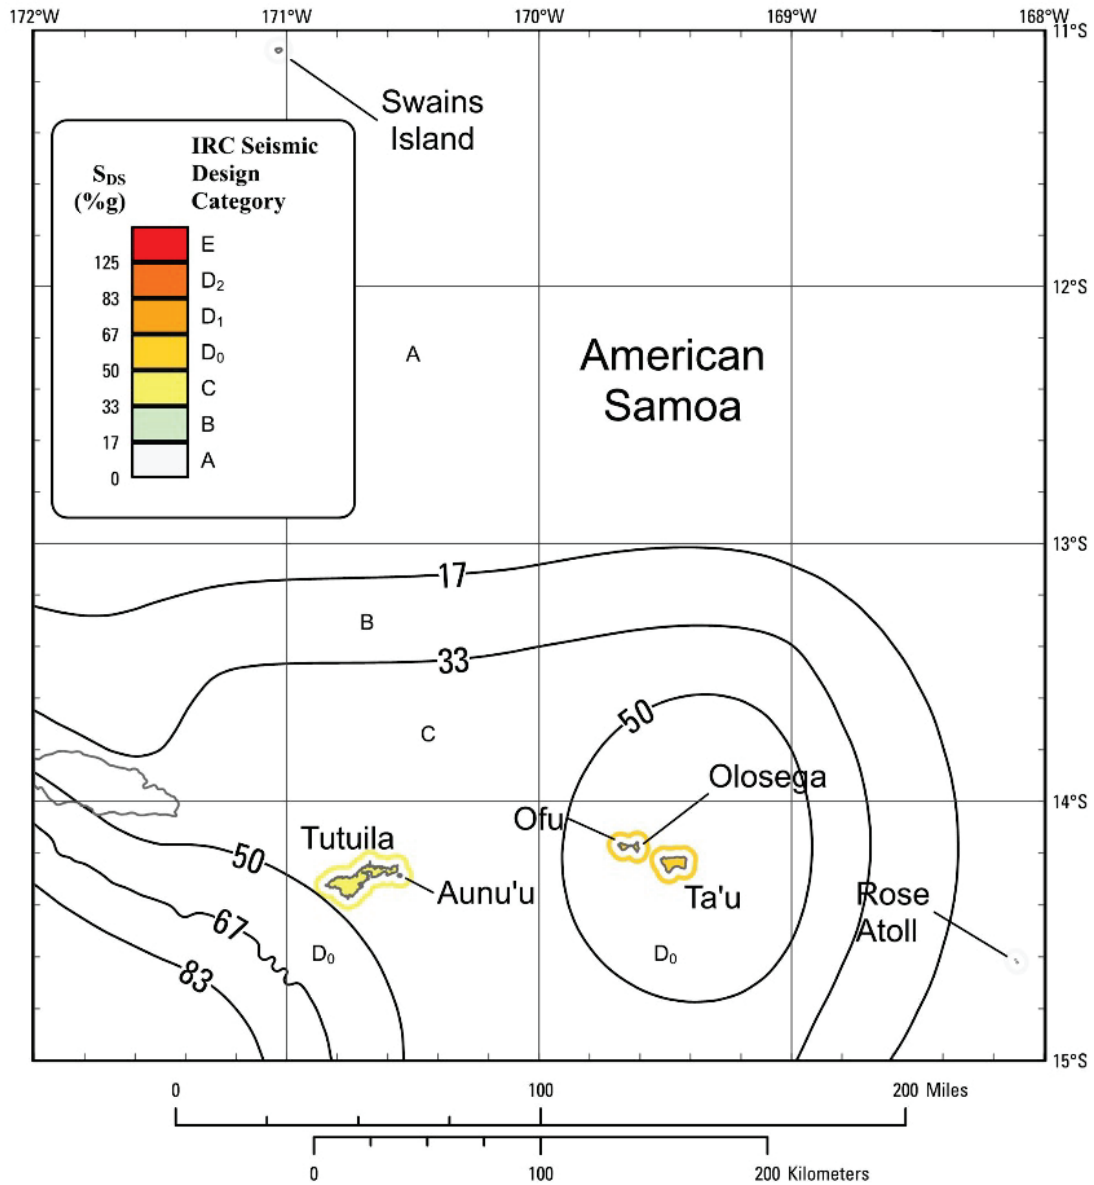 172°W
171°W
170°W
169°W
168°W
11°S
Swains
Island
IRC Seismic
Design
Category
S_DS
(%g)
E
125
D₂
83
D₁
67
D₀
50
C
33
B
17
A
0
12°S
A
American
Samoa
13°S
17
B
33
C
50
Olosega
14°S
Ofu
Tutuila
50
Aunu'u
Ta'u
Rose
Atoll
67
D₀
D₀
83
15°S
0
100
200 Miles
0
100
200 Kilometers